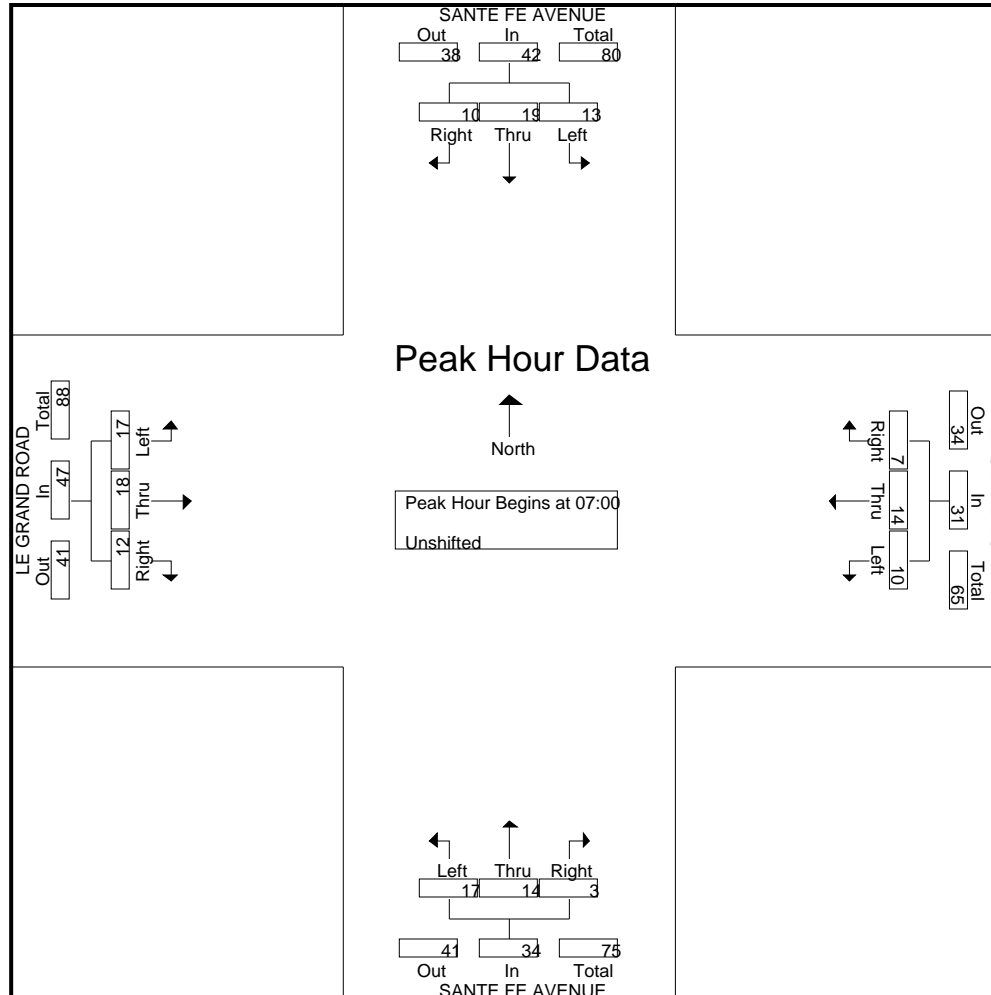 SANTE FE AVENUE
Out In Total
38 42 80
10 19 13
Right Thru Left
Peak Hour Data
North
Peak Hour Begins at 07:00
Unshifted
LE GRAND ROAD
Total In Out
88 47 41
17 18 12
Left Thru Right
Right Thru Left
7 14 10
34 31 65
Out In Total
Left Thru Right
17 14 3
41 34 75
Out In Total
SANTE FE AVENUE